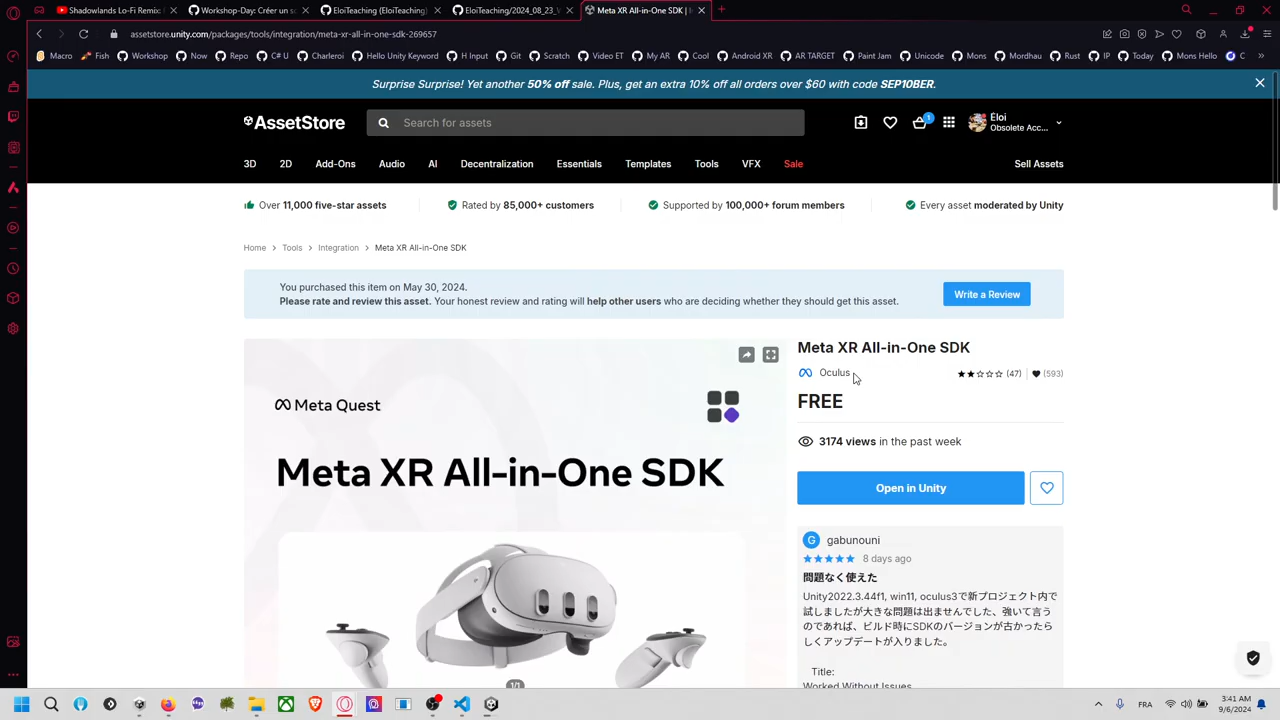 Shadowlands Lo-Fi Remix:
Workshop-Day: Créer un s
EloiTeaching (EloiTeaching)
EloiTeaching/2024_08_23_
Meta XR All-in-One SDK |
assetstore.unity.com/packages/tools/integration/meta-xr-all-in-one-sdk-269657
Macro
Fish
Workshop
Now
Repo
C# U
Charleroi
Hello Unity Keyword
H Input
Git
Scratch
Video ET
My AR
Cool
Android XR
AR TARGET
Paint Jam
Unicode
Mons
Mordhau
Rust
IP
Today
Mons Hello
C
Surprise Surprise! Yet another 50% off sale. Plus, get an extra 10% off all orders over $60 with code SEP10BER.
AssetStore
Search for assets
1
Eloi
Obsolete Acc...
3D
2D
Add-Ons
Audio
AI
Decentralization
Essentials
Templates
Tools
VFX
Sale
Sell Assets
Over 11,000 five-star assets
Rated by 85,000+ customers
Supported by 100,000+ forum members
Every asset moderated by Unity
Home > Tools > Integration > Meta XR All-in-One SDK
You purchased this item on May 30, 2024.
Please rate and review this asset. Your honest review and rating will help other users who are deciding whether they should get this asset.
Write a Review
Meta XR All-in-One SDK
Oculus
(47)
(593)
FREE
3174 views in the past week
Open in Unity
Meta Quest
Meta XR All-in-One SDK
1/1
G gabunouni
8 days ago
問題なく使えた
Unity2022.3.44f1, win11, oculus3で新プロジェクト内で
試しましたが大きな問題は出ませんでした、強いて言う
のであれば、ビルド時にSDKのバージョンが古かったら
しくアップデートが入りました。
Title:
Worked Without Issues
FRA
3:41 AM
9/6/2024